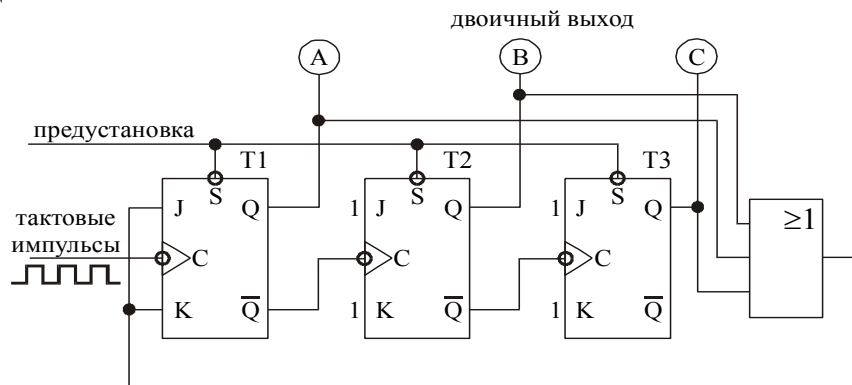 двоичный выход
A
B
C
предустановка
T1
T2
T3
S
S
S
J
Q
1
J
Q
1
J
Q
≥1
тактовые
импульсы
C
C
C
K
Q̅
1
K
Q̅
1
K
Q̅